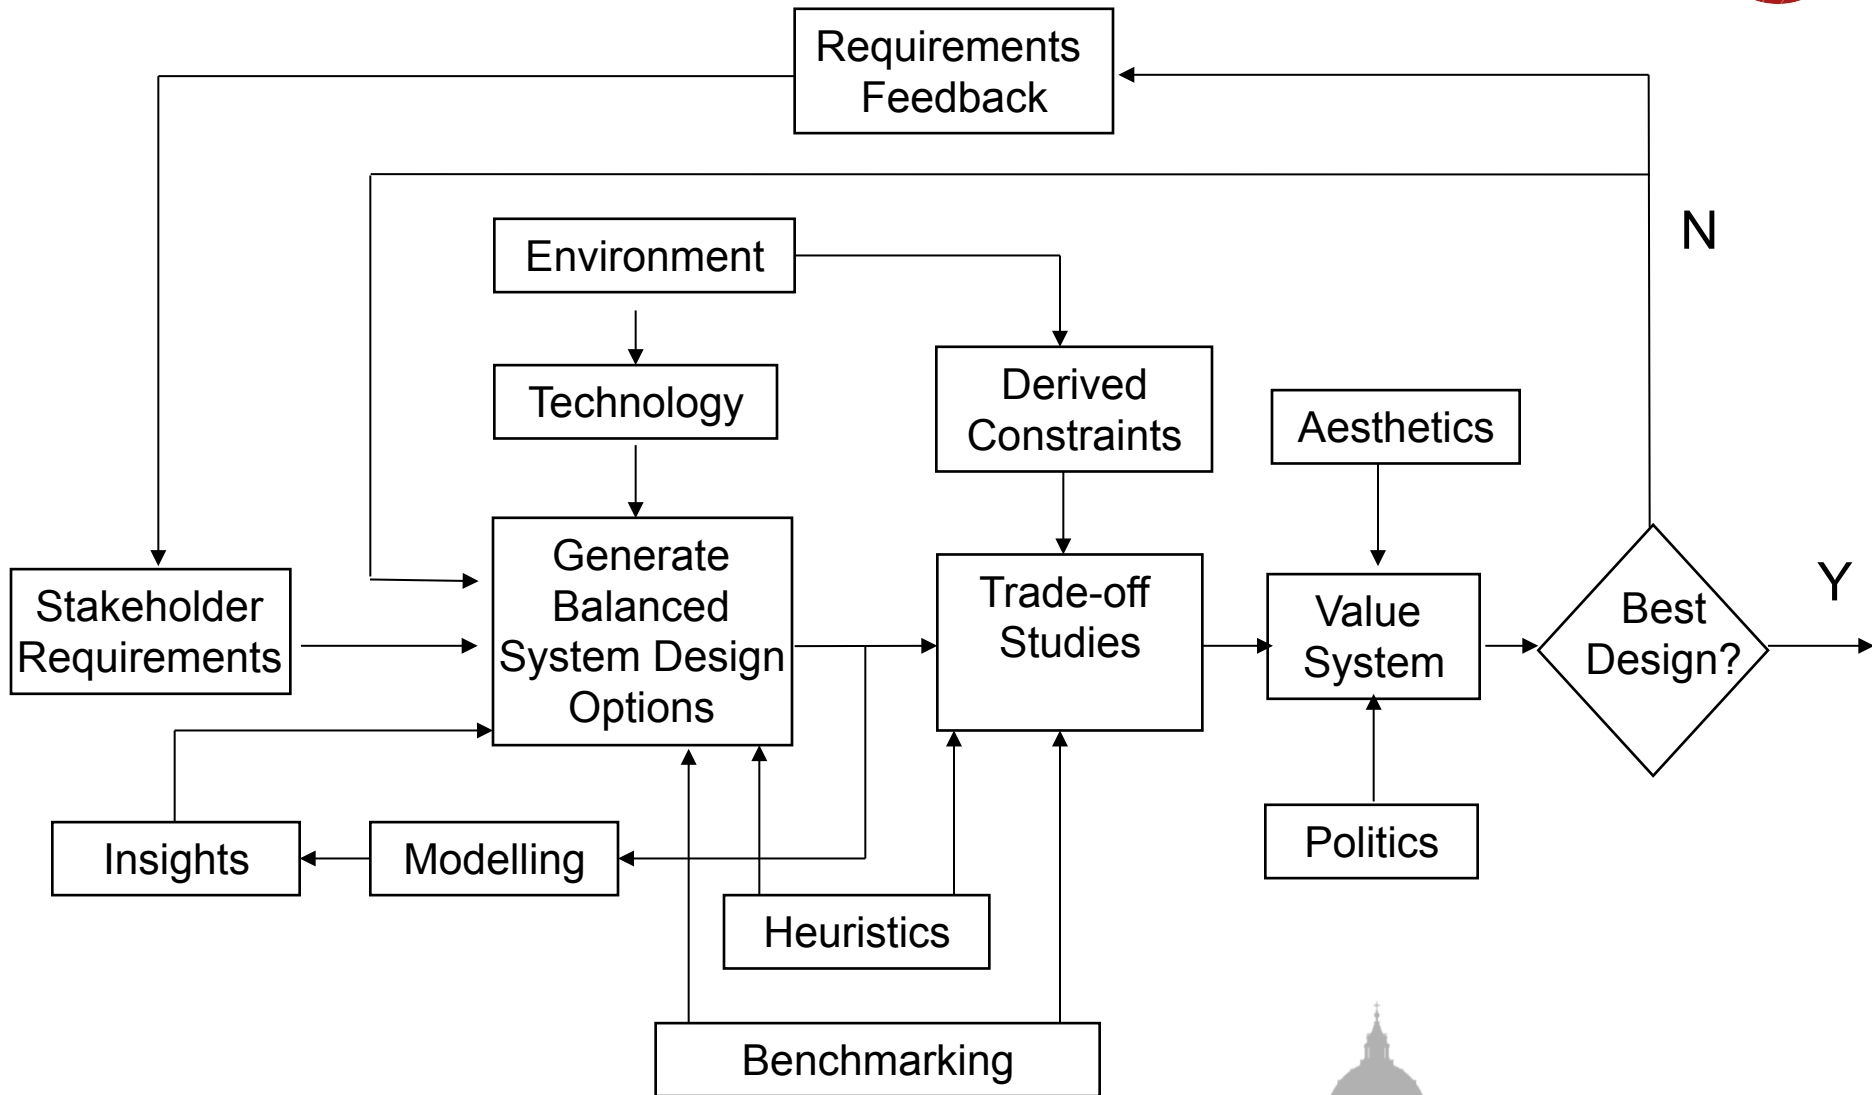 Requirements
Feedback
N
Environment
Technology
Derived
Constraints
Aesthetics
Stakeholder
Requirements
Generate
Balanced
System Design
Options
Trade-off
Studies
Value
System
Best
Design?
Y
Insights
Modelling
Politics
Heuristics
Benchmarking